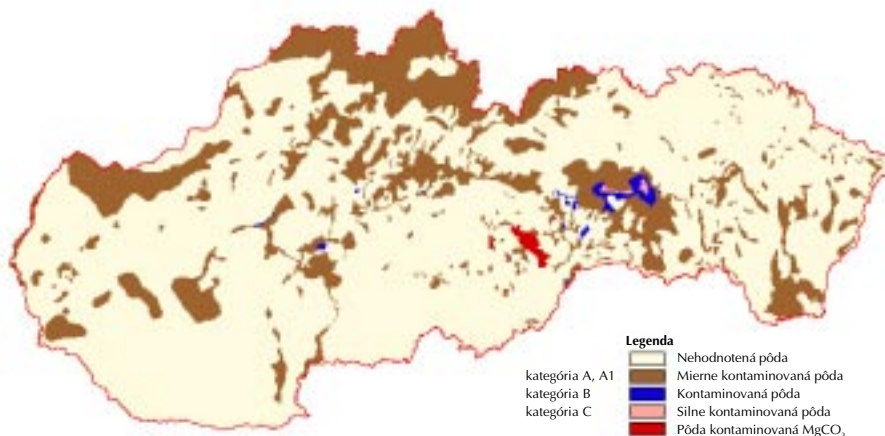 Legenda
Nehodnotená pôda
kategória A, A1 Mierne kontaminovaná pôda
kategória B Kontaminovaná pôda
kategória C Silne kontaminovaná pôda
Pôda kontaminovaná MgCO₃